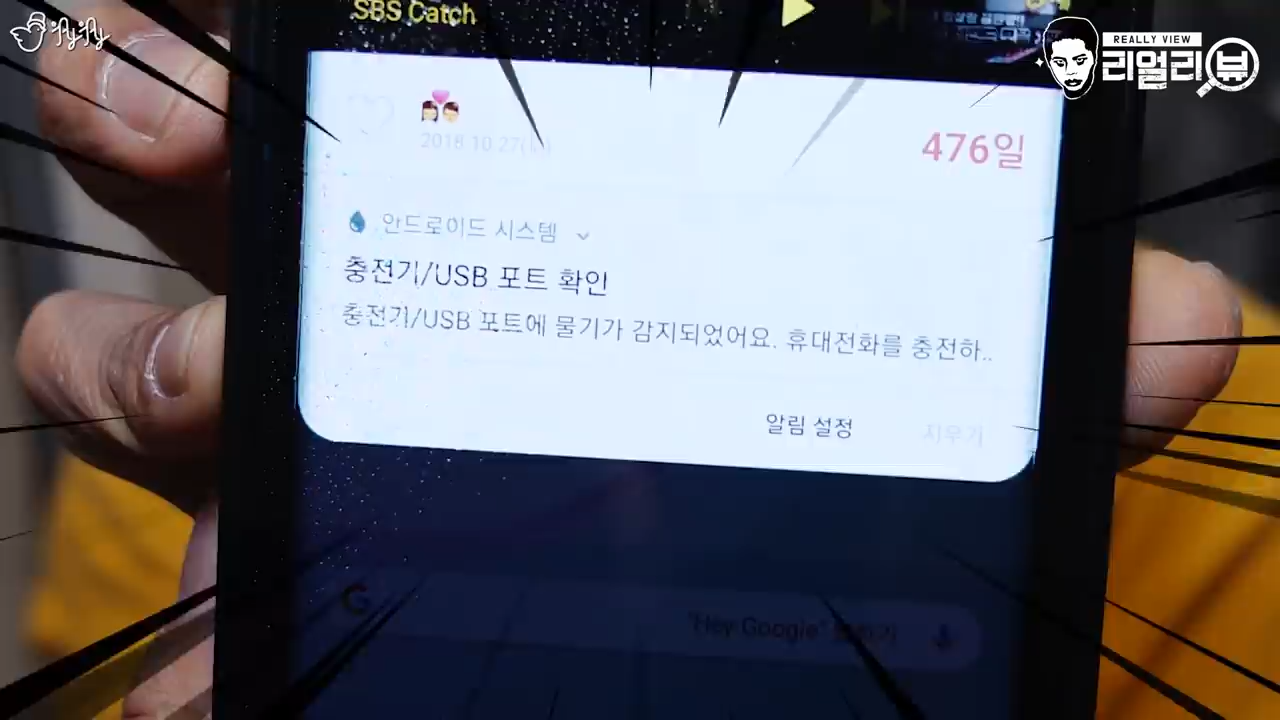 SBS Catch
REALLY VIEW
리얼리뷰
476일
2018.10.27
안드로이드 시스템
충전기/USB 포트 확인
충전기/USB 포트에 물기가 감지되었어요. 휴대전화를 충전하..
알림 설정
지우기
G
"Hey Google"